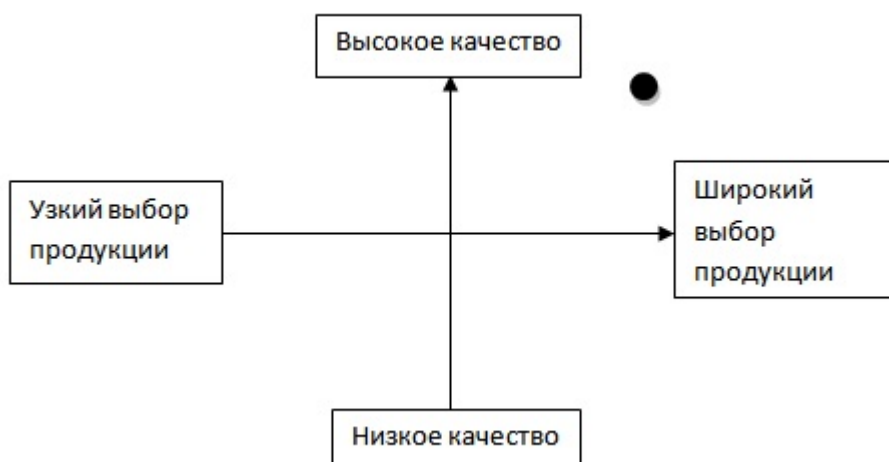 Высокое качество
Узкий выбор
продукции
Широкий
выбор
продукции
Низкое качество